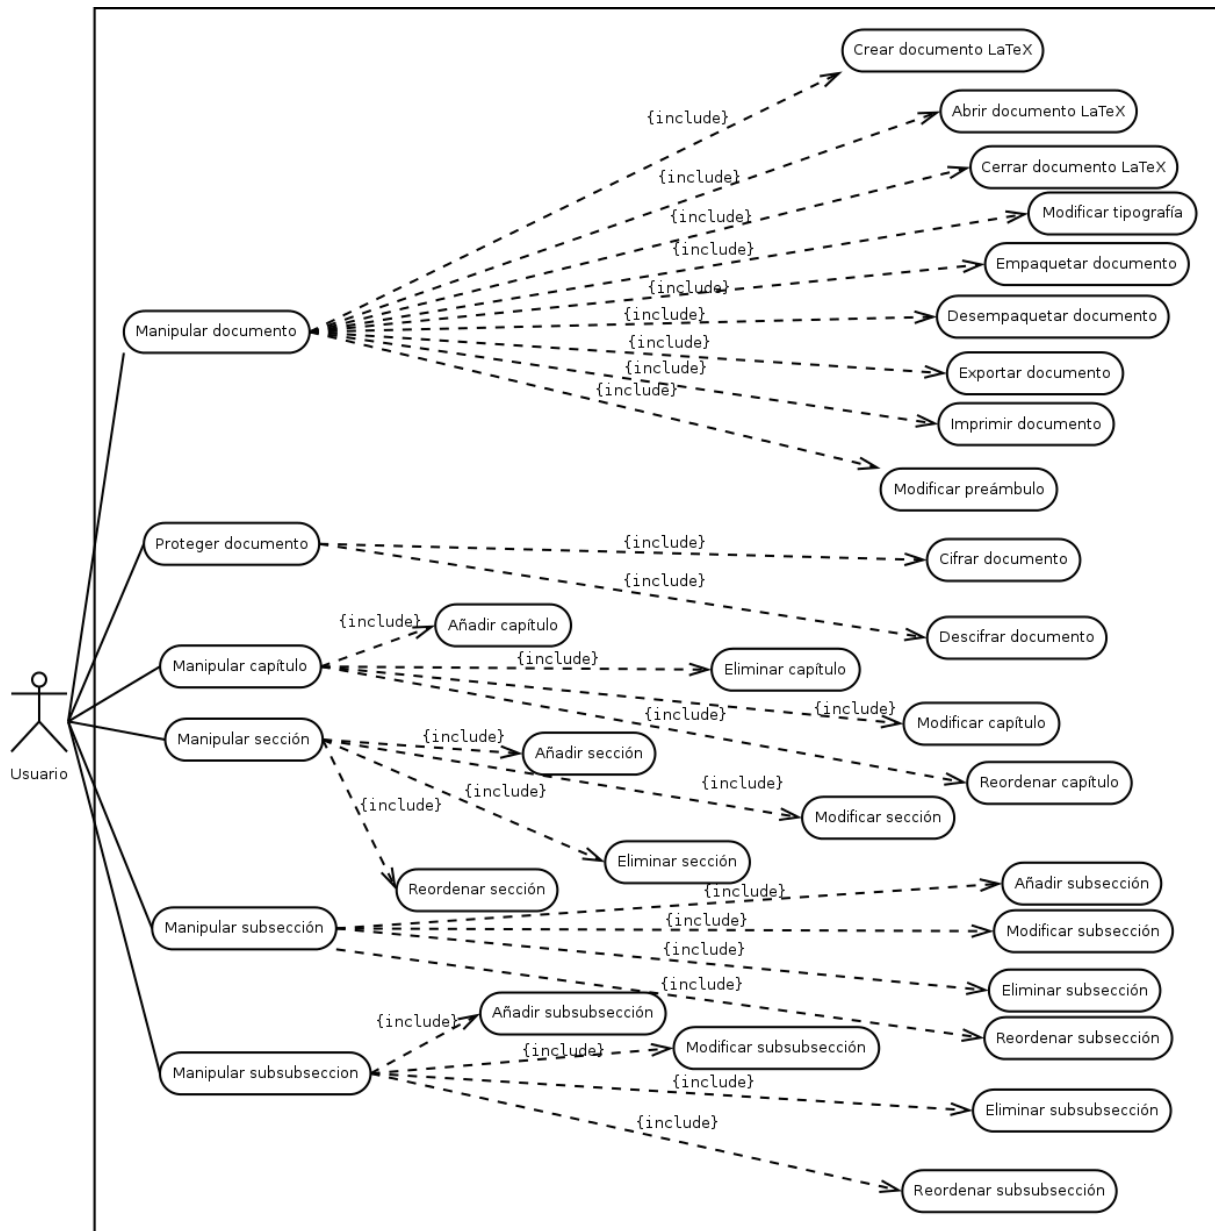 Crear documento LaTeX
{include}
Abrir documento LaTeX
{include}
Cerrar documento LaTeX
{include}
Modificar tipografía
{include}
Empaquetar documento
{include}
Manipular documento
{include}
Desempaquetar documento
{include}
Exportar documento
{include}
Imprimir documento
{include}
Modificar preámbulo
Proteger documento
{include}
Cifrar documento
{include}
Descifrar documento
{include}
Añadir capítulo
Manipular capítulo
{include}
Eliminar capítulo
{include}
Modificar capítulo
{include}
Reordenar capítulo
Usuario
Manipular sección
{include}
Añadir sección
{include}
Modificar sección
{include}
Eliminar sección
{include}
Reordenar sección
{include}
Añadir subsección
Manipular subsección
{include}
Modificar subsección
{include}
Eliminar subsección
{include}
Reordenar subsección
{include}
Añadir subsubsección
{include}
Modificar subsubsección
Manipular subsubseccion
{include}
Eliminar subsubsección
{include}
Reordenar subsubsección